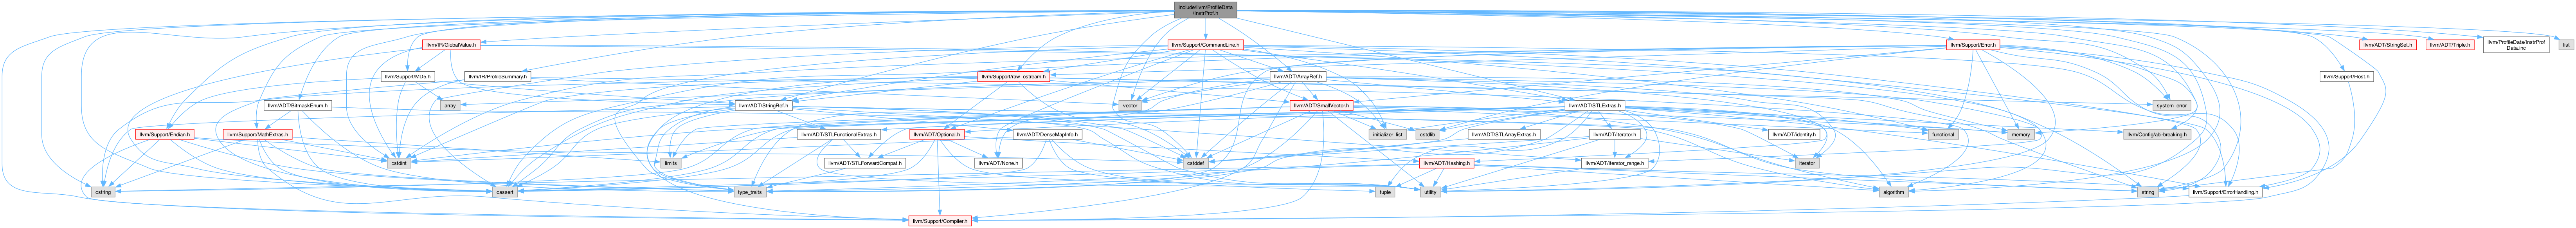 include/llvm/ProfileData
/InstrProf.h
llvm/IR/GlobalValue.h
llvm/Support/CommandLine.h
llvm/Support/Error.h
llvm/ADT/StringSet.h
llvm/ADT/Triple.h
llvm/ProfileData/InstrProf
Data.inc
list
llvm/Support/MD5.h
llvm/IR/ProfileSummary.h
llvm/Support/raw_ostream.h
llvm/ADT/ArrayRef.h
llvm/Support/Host.h
llvm/ADT/BitmaskEnum.h
array
llvm/ADT/StringRef.h
vector
llvm/ADT/SmallVector.h
llvm/ADT/STLExtras.h
system_error
llvm/Support/Endian.h
llvm/Support/MathExtras.h
llvm/ADT/STLFunctionalExtras.h
llvm/ADT/Optional.h
llvm/ADT/DenseMapInfo.h
initializer_list
cstdlib
llvm/ADT/STLArrayExtras.h
llvm/ADT/iterator.h
llvm/ADT/identity.h
functional
memory
llvm/Config/abi-breaking.h
cstdint
limits
llvm/ADT/STLForwardCompat.h
llvm/ADT/None.h
cstddef
llvm/ADT/Hashing.h
llvm/ADT/iterator_range.h
iterator
cstring
cassert
type_traits
tuple
utility
algorithm
string
llvm/Support/ErrorHandling.h
llvm/Support/Compiler.h